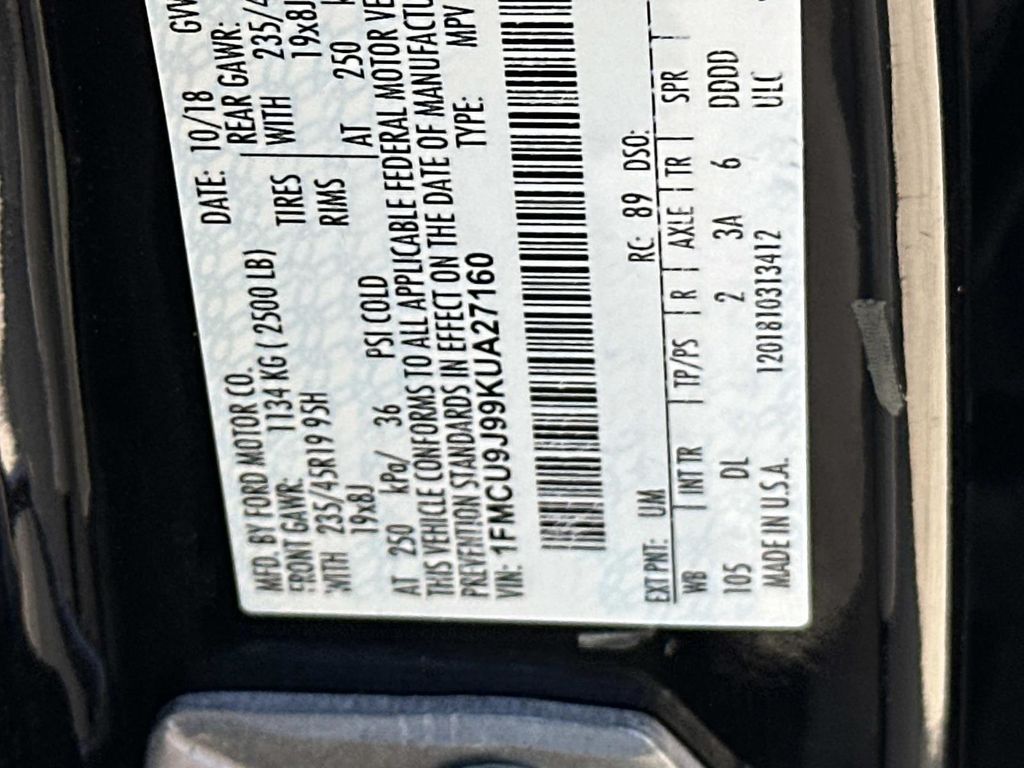 MFD. BY FORD MOTOR CO.
DATE: 10/18 GVW
FRONT GAWR: 1134 KG ( 2500 LB)
REAR GAWR:
WITH 235/45R19 95H
TIRES WITH 235/4
19x8J
RIMS 19x8J
AT 250 kPa/ 36 PSI COLD
AT 250 k
THIS VEHICLE CONFORMS TO ALL APPLICABLE FEDERAL MOTOR VE
PREVENTION STANDARDS IN EFFECT ON THE DATE OF MANUFACTU
VIN: 1FMCU9J99KUA27160
TYPE: MPV
EXT PNT: UM RC: 89 DSO:
WB INT TR TP/PS R AXLE TR SPR
105 DL 2 3A 6 DDDD
MADE IN U.S.A. 1201810313412 ULC